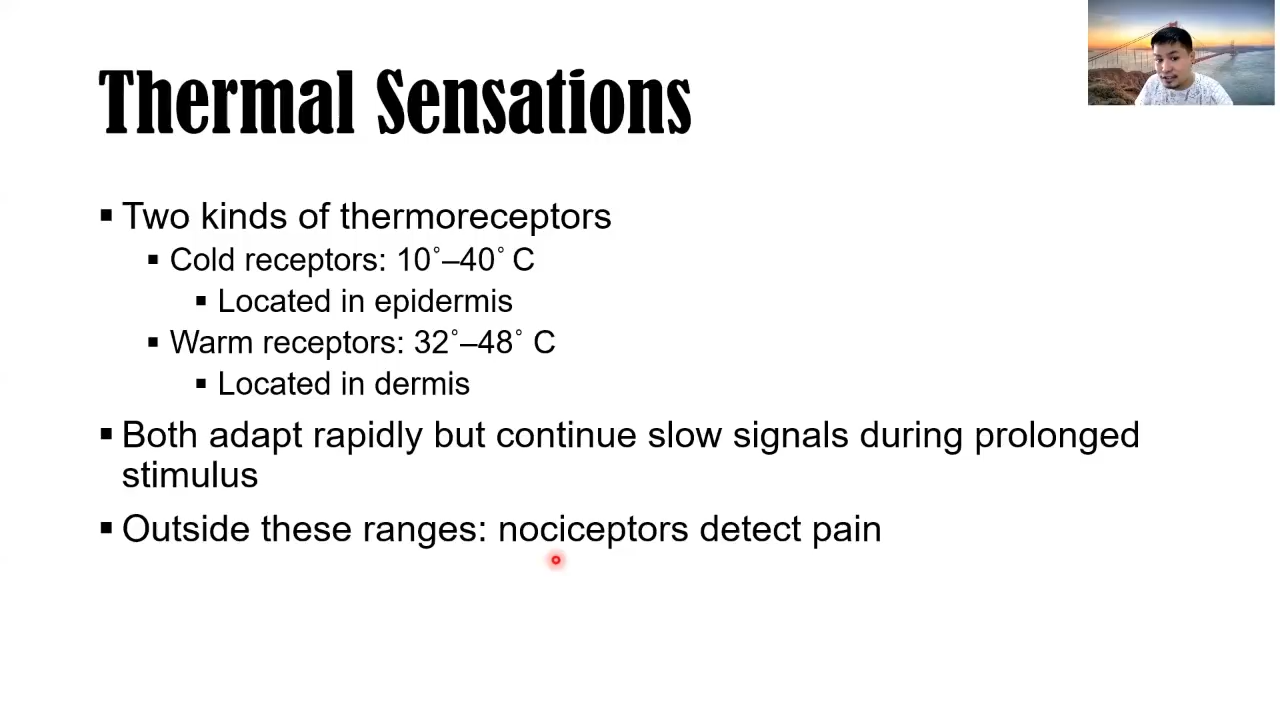 Thermal Sensations
▪ Two kinds of thermoreceptors
▪ Cold receptors: 10˚–40˚ C
▪ Located in epidermis
▪ Warm receptors: 32˚–48˚ C
▪ Located in dermis
▪ Both adapt rapidly but continue slow signals during prolonged
stimulus
▪ Outside these ranges: nociceptors detect pain